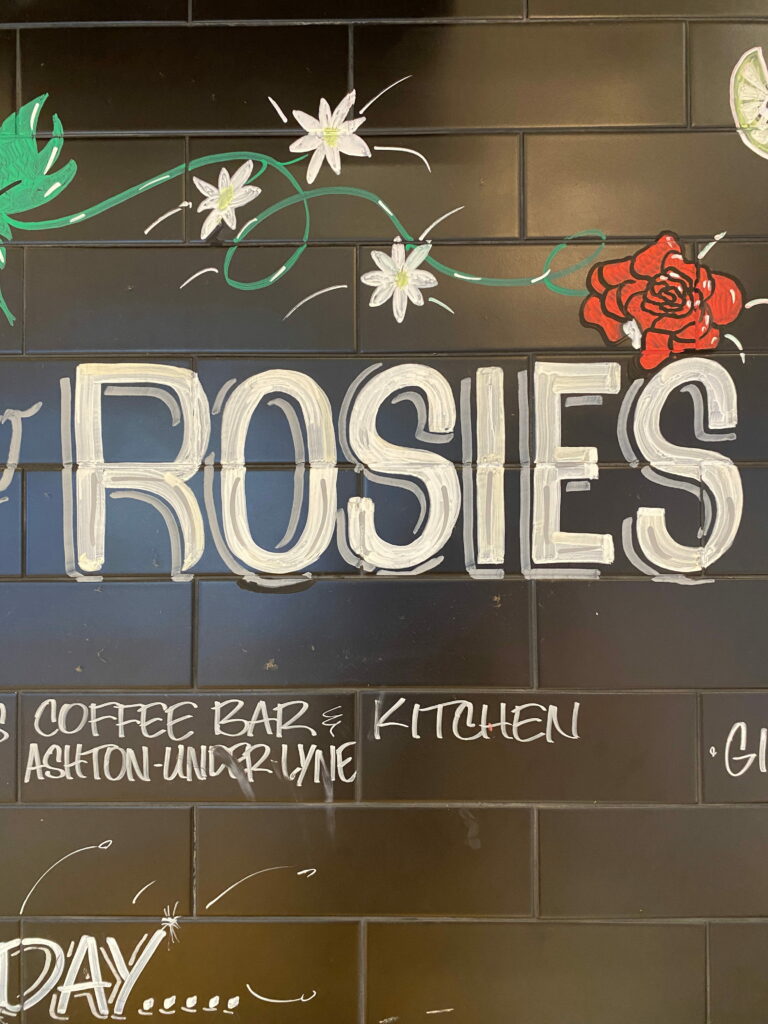 ROSIES
COFFEE BAR & KITCHEN
ASHTON-UNDER-LYNE
DAY.....